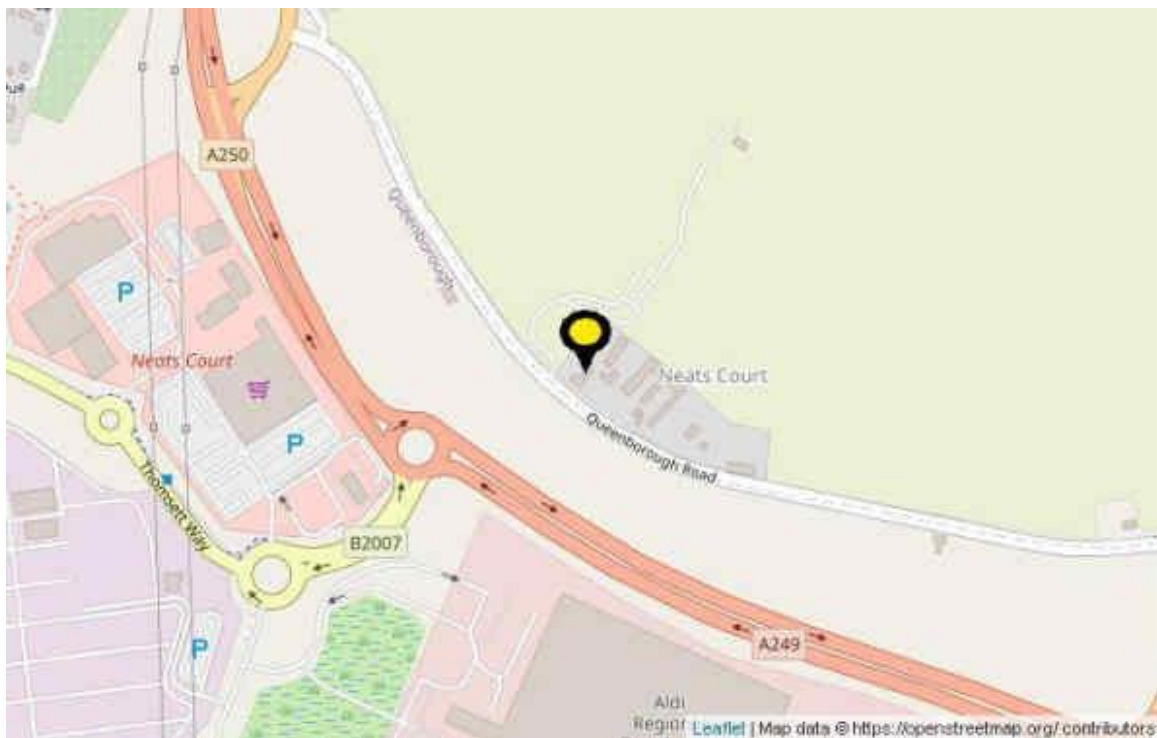 A250
Queenborough
P
Neats Court
Neats Court
P
Queenborough Road
Thomsett Way
B2007
P
A249
Aldi
Region
Leaflet | Map data © https://openstreetmap.org/ contributors